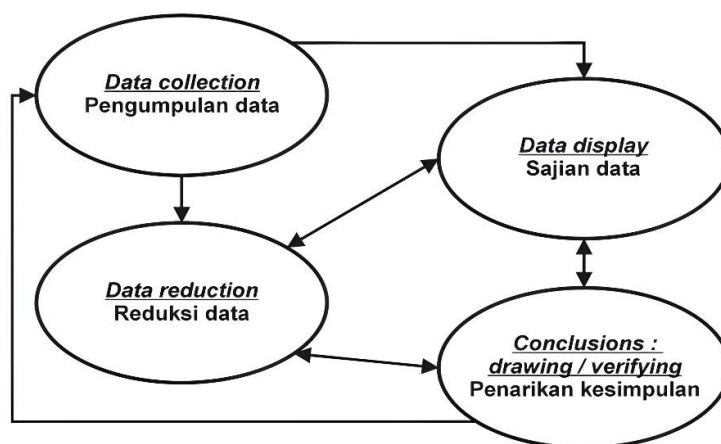 Data collection
Pengumpulan data
Data display
Sajian data
Data reduction
Reduksi data
Conclusions :
drawing / verifying
Penarikan kesimpulan